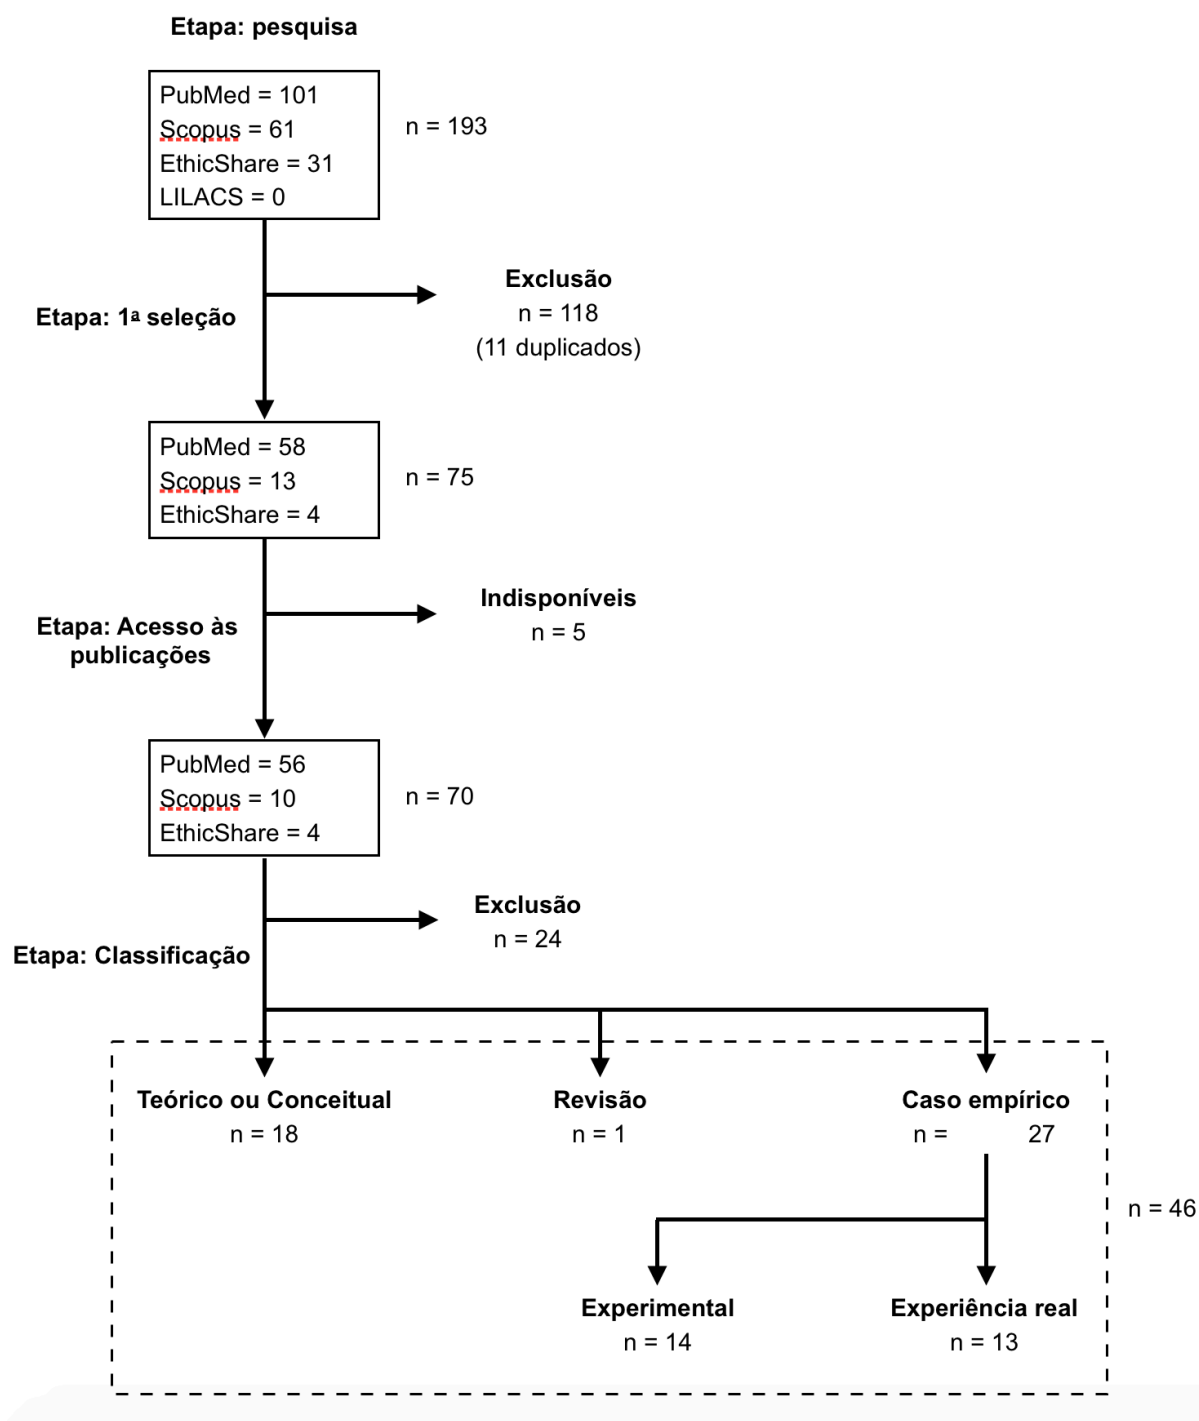 Etapa: pesquisa
PubMed = 101
Scopus = 61
EthicShare = 31
LILACS = 0
n = 193
Exclusão
n = 118
(11 duplicados)
Etapa: 1ª seleção
PubMed = 58
Scopus = 13
EthicShare = 4
n = 75
Indisponíveis
n = 5
Etapa: Acesso às
publicações
PubMed = 56
Scopus = 10
EthicShare = 4
n = 70
Exclusão
n = 24
Etapa: Classificação
Teórico ou Conceitual
n = 18
Revisão
n = 1
Caso empírico
n = 27
n = 46
Experimental
n = 14
Experiência real
n = 13